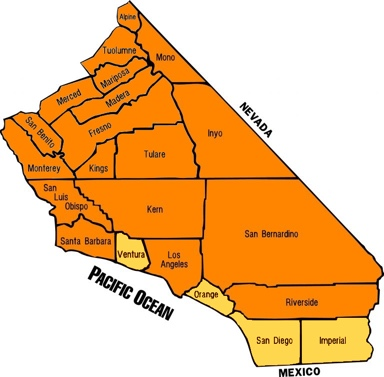 Alpine
Tuolumne
Mono
Mariposa
Madera
Merced
San Benito
Fresno
NEVADA
Inyo
Monterey
Kings
Tulare
San
Luis
Obispo
Kern
San Bernardino
Santa Barbara
Ventura
Los
Angeles
PACIFIC OCEAN
Orange
Riverside
San Diego
Imperial
MEXICO